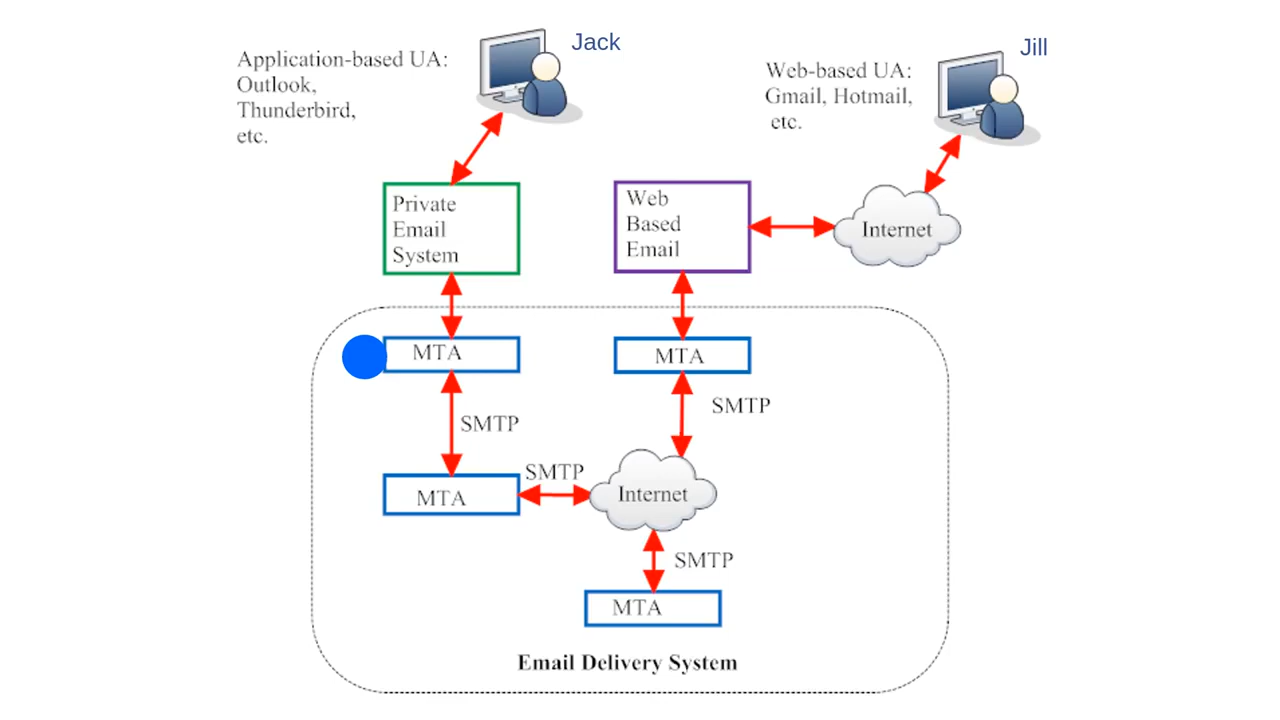 Jack
Application-based UA:
Outlook,
Thunderbird,
etc.
Jill
Web-based UA:
Gmail, Hotmail,
etc.
Private
Email
System
Web
Based
Email
Internet
MTA
MTA
SMTP
SMTP
SMTP
MTA
Internet
SMTP
MTA
Email Delivery System